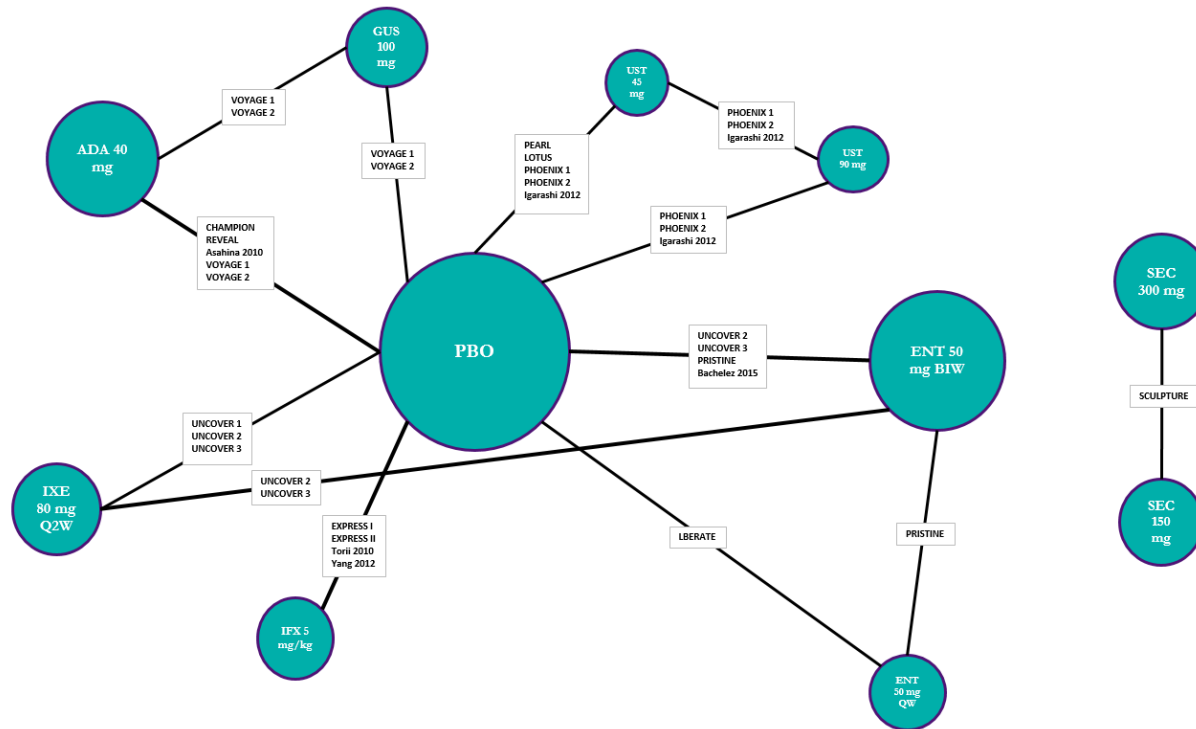 GUS
100
mg
UST
45
mg
VOYAGE 1
VOYAGE 2
PHOENIX 1
PHOENIX 2
Igarashi 2012
ADA 40
mg
VOYAGE 1
VOYAGE 2
PEARL
LOTUS
PHOENIX 1
PHOENIX 2
Igarashi 2012
UST
90 mg
CHAMPION
REVEAL
Asahina 2010
VOYAGE 1
VOYAGE 2
PHOENIX 1
PHOENIX 2
Igarashi 2012
SEC
300 mg
PBO
UNCOVER 2
UNCOVER 3
PRISTINE
Bachelez 2015
ENT 50
mg BIW
SCULPTURE
UNCOVER 1
UNCOVER 2
UNCOVER 3
UNCOVER 2
UNCOVER 3
IXE
80 mg
Q2W
EXPRESS I
EXPRESS II
Torii 2010
Yang 2012
LBERATE
PRISTINE
SEC
150
mg
IFX 5
mg/kg
ENT
50 mg
QW